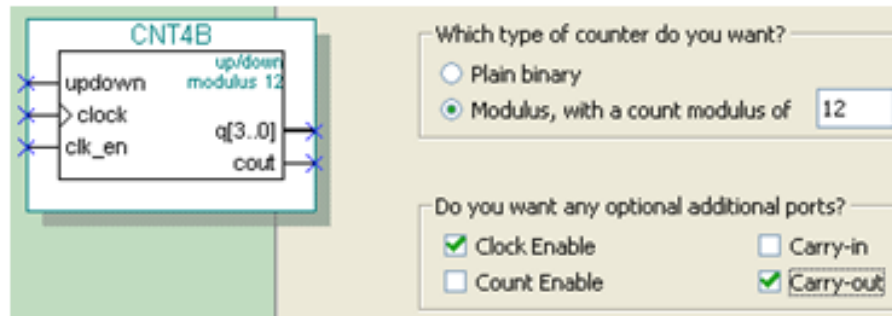 CNT4B
up/down
modulus 12
updown
clock
clk_en
q[3..0]
cout
Which type of counter do you want?
Plain binary
Modulus, with a count modulus of 12
Do you want any optional additional ports?
Clock Enable Carry-in
Count Enable Carry-out